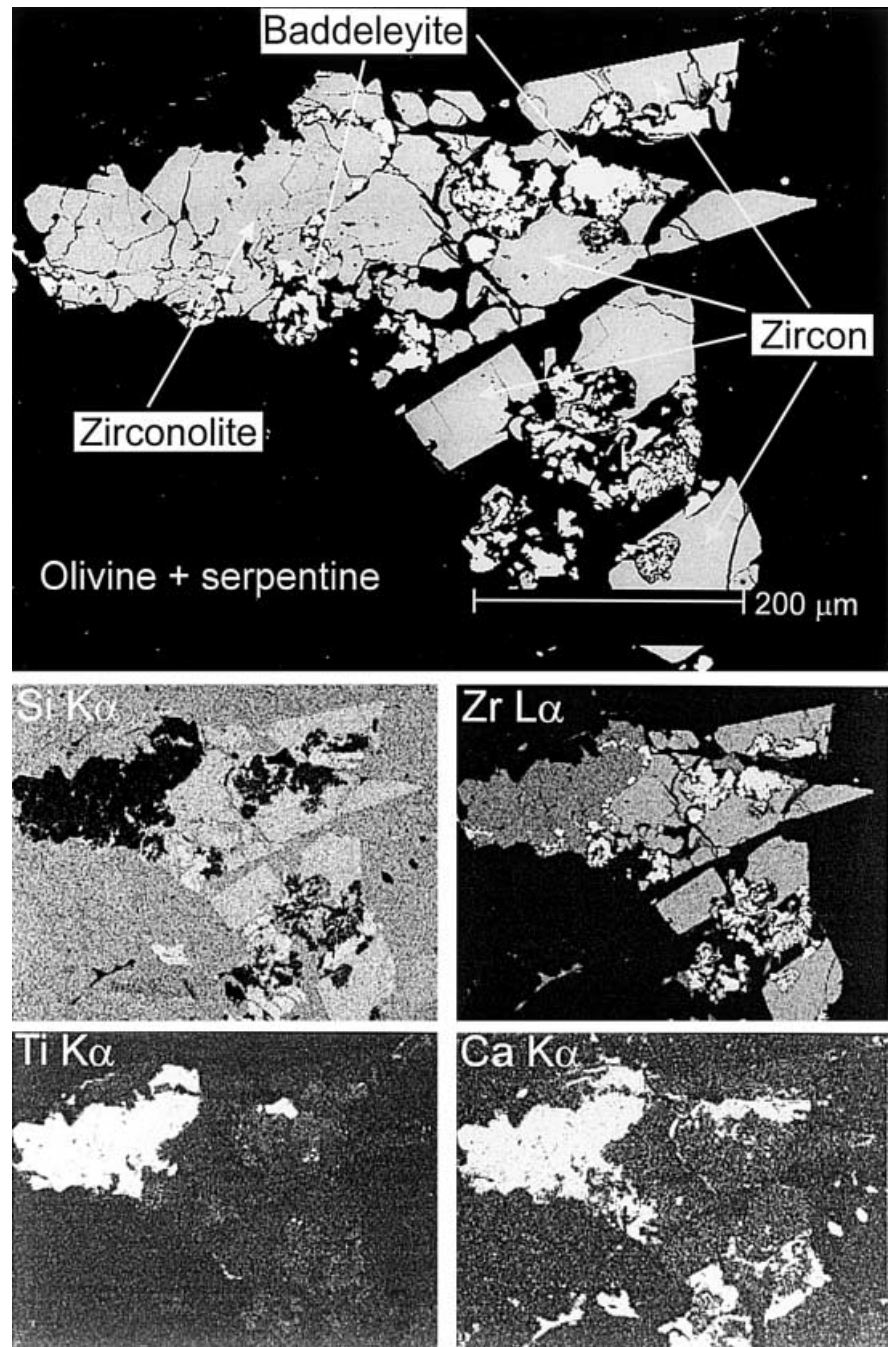 Baddeleyite
Zircon
Zirconolite
Olivine + serpentine
200 μm
Si Kα
Zr Lα
Ti Kα
Ca Kα